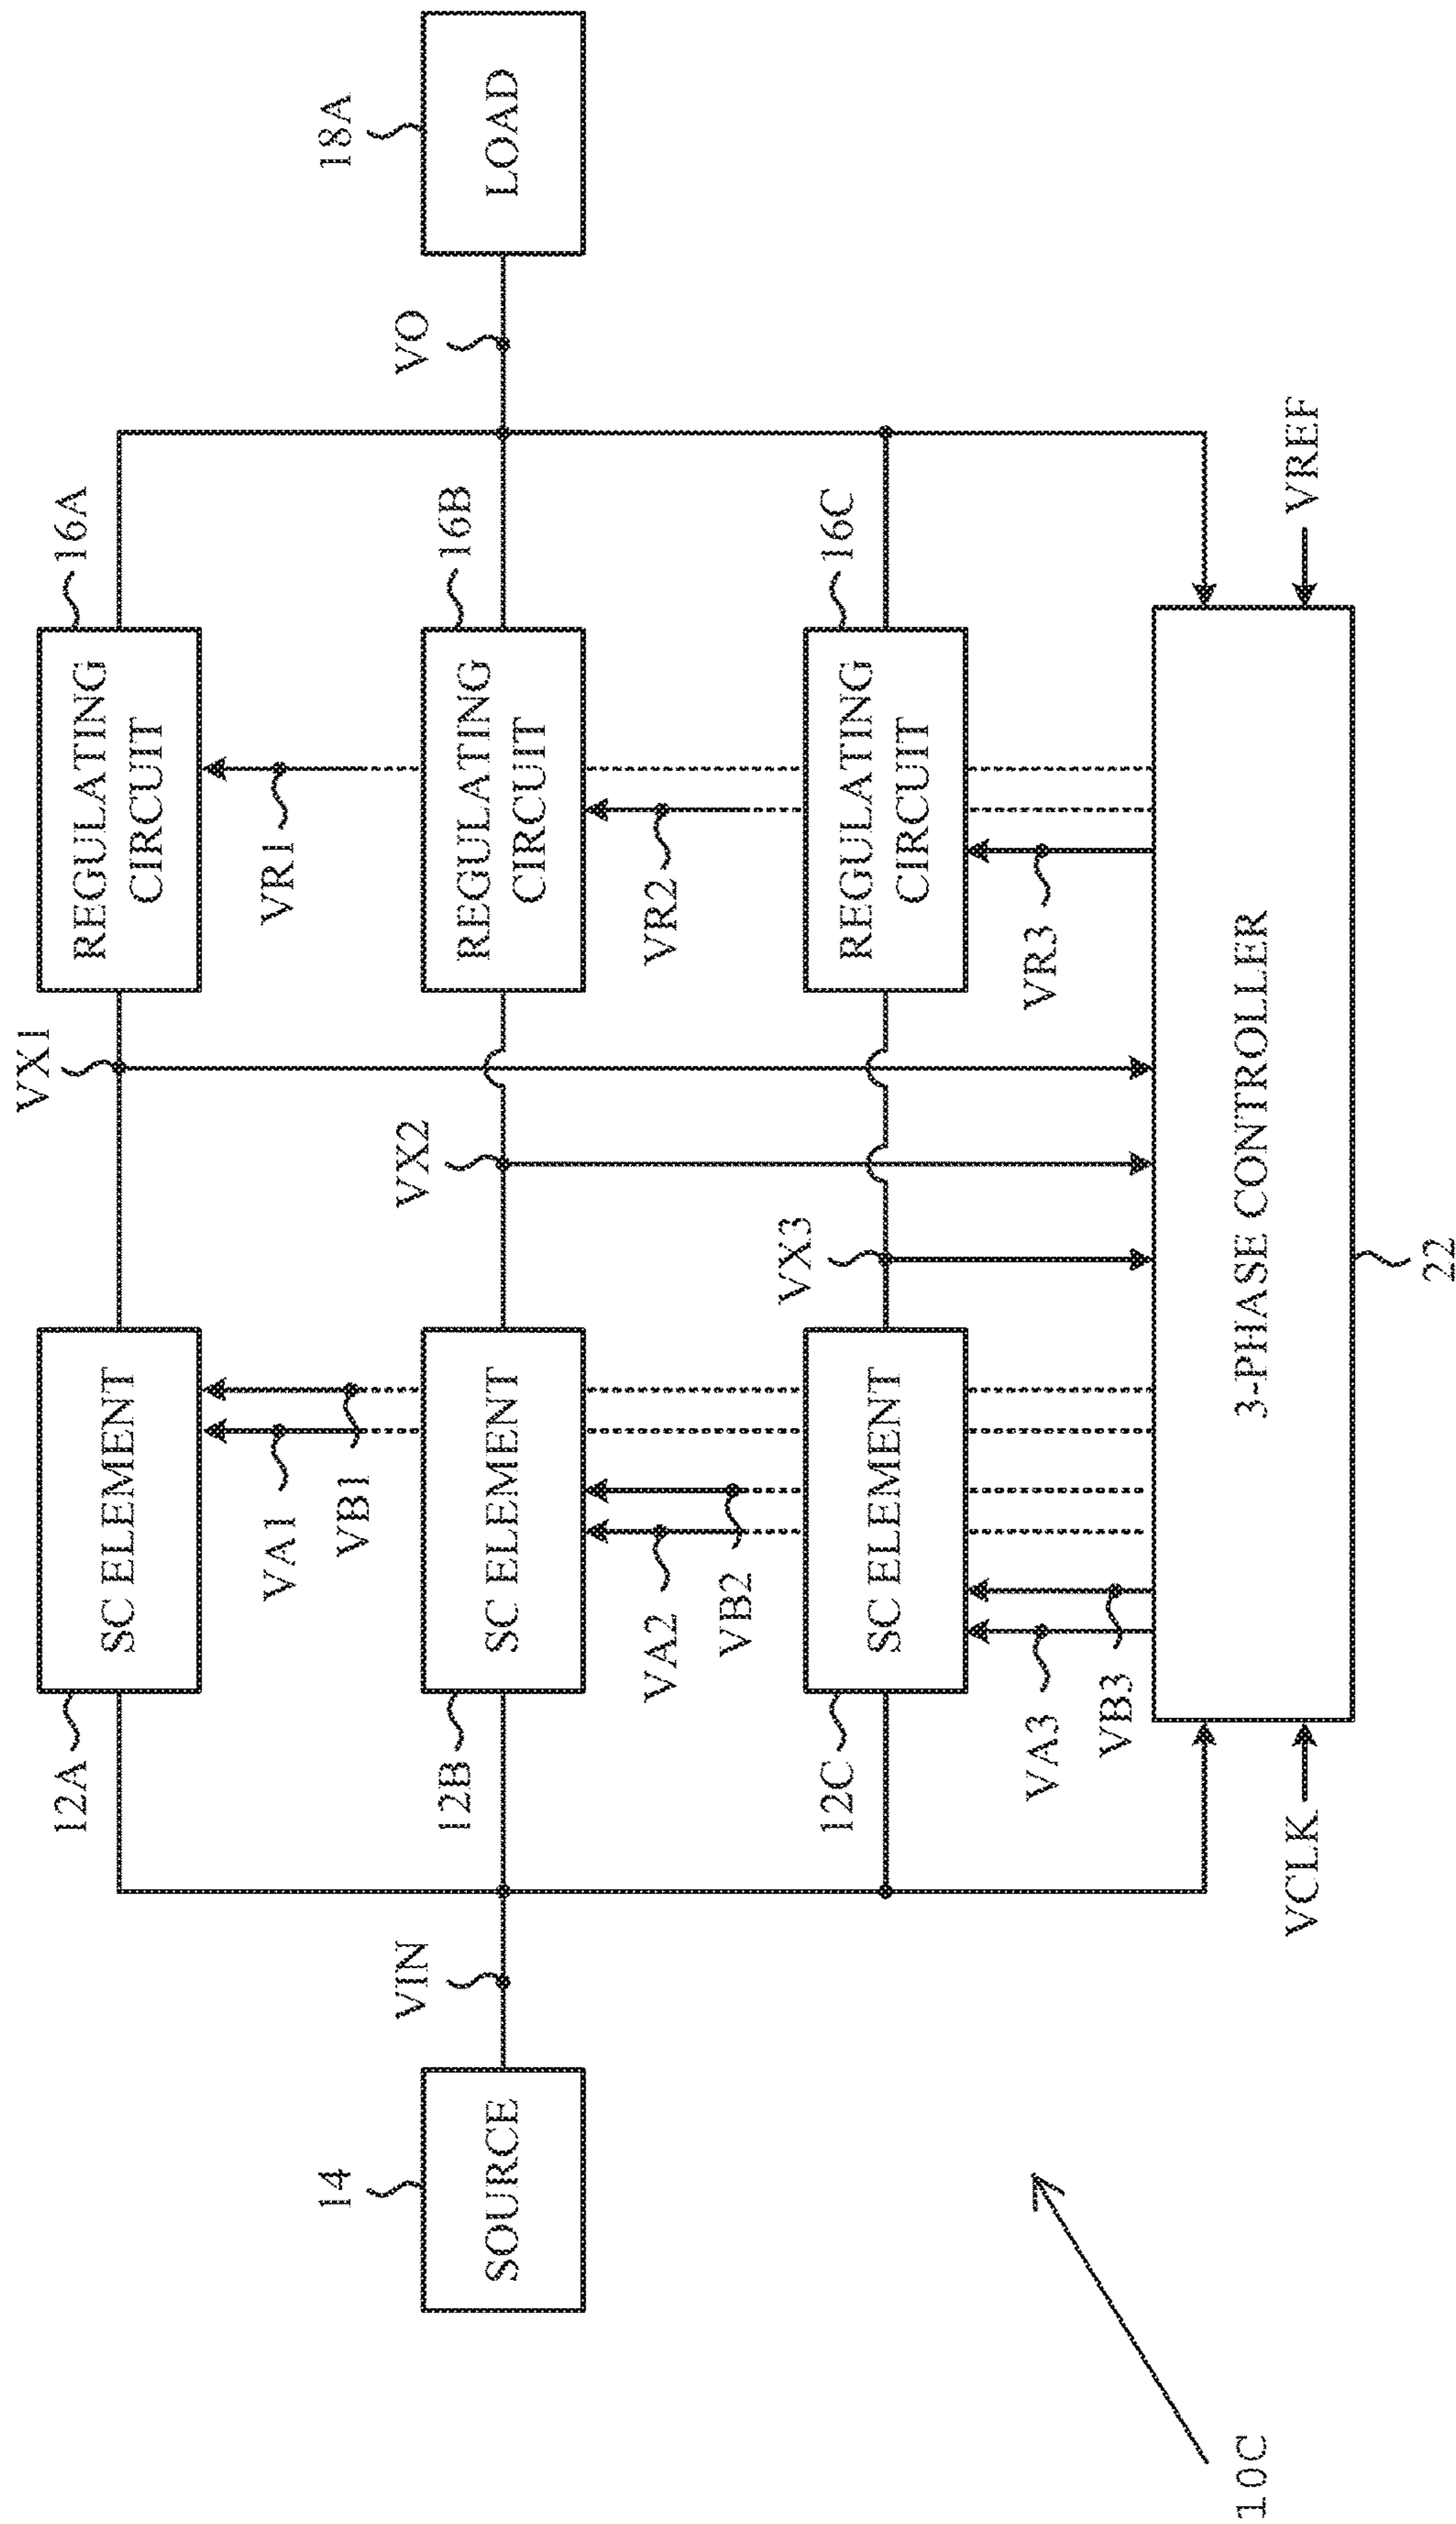 VX1
12A
SC ELEMENT
REGULATING
CIRCUIT
16A
VA1
VB1
VR1
14
SOURCE
VIN
12B
SC ELEMENT
VX2
REGULATING
CIRCUIT
16B
VO
18A
LOAD
VA2
VB2
VR2
12C
SC ELEMENT
VX3
REGULATING
CIRCUIT
16C
VA3
VB3
VR3
VCLK
3-PHASE CONTROLLER
VREF
22
10C